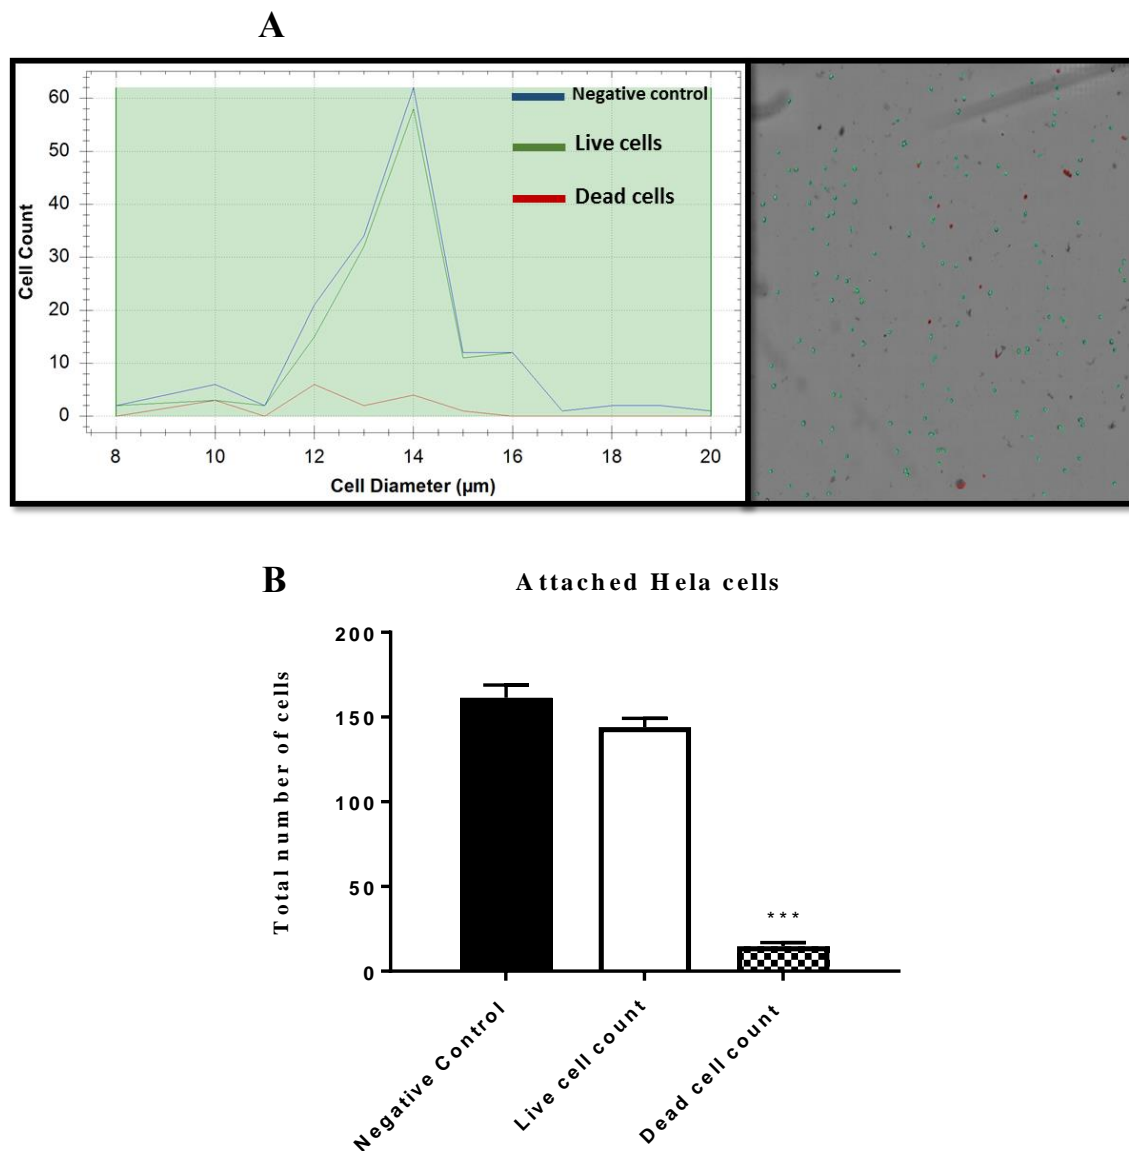 A
Cell Count
60
50
40
30
20
10
0
Negative control
Live cells
Dead cells
8 10 12 14 16 18 20
Cell Diameter (µm)
B
Attached Hela cells
Total number of cells
200
150
100
50
0
***
Negative Control
Live cell count
Dead cell count